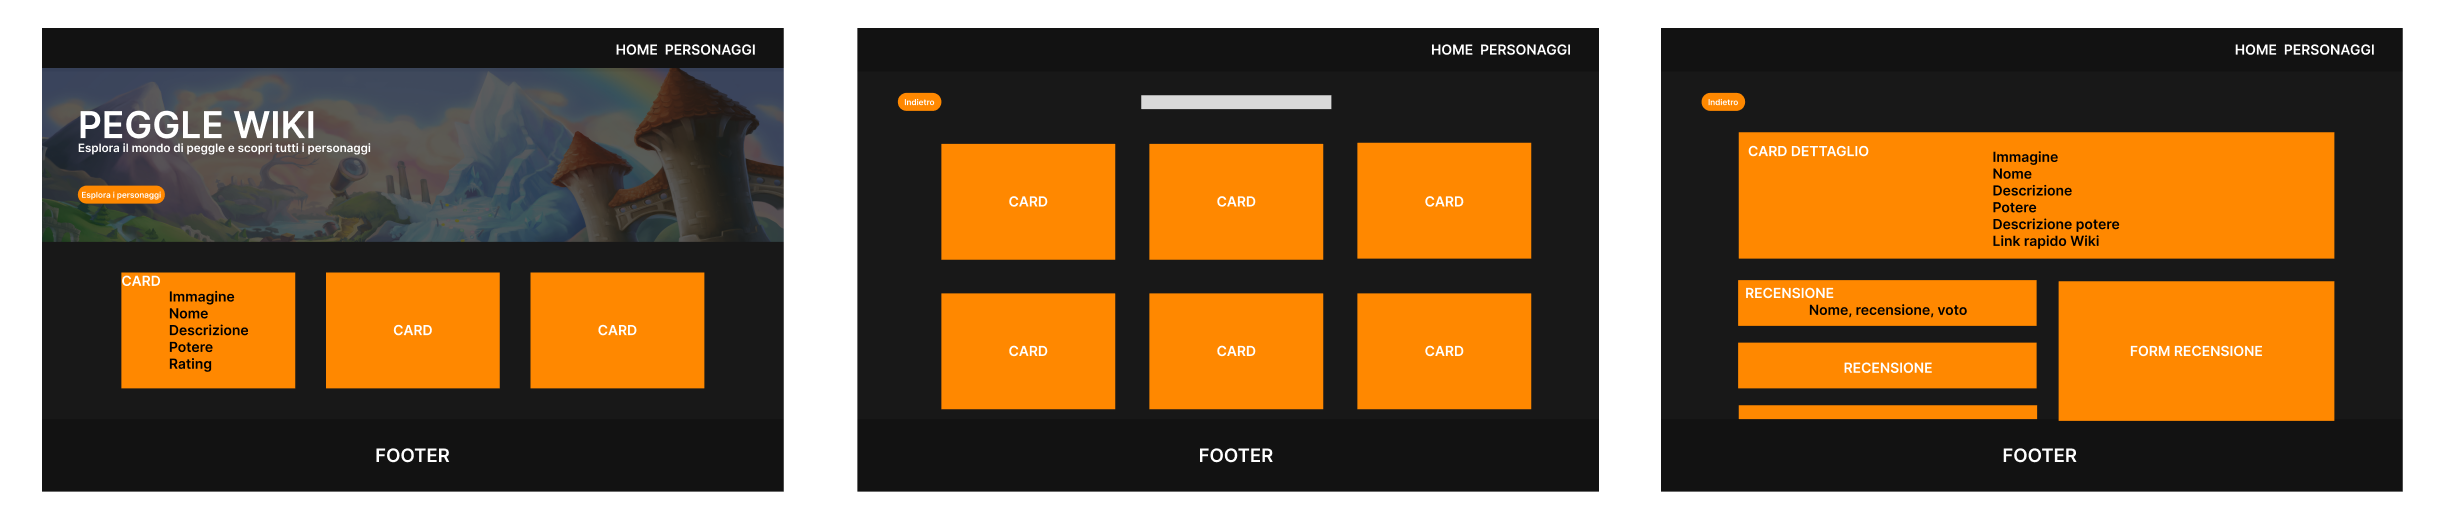 HOME PERSONAGGI
PEGGLE WIKI
Esplora il mondo di peggle e scopri tutti i personaggi
Esplora i personaggi
CARD
Immagine
Nome
Descrizione
Potere
Rating
CARD
CARD
FOOTER
HOME PERSONAGGI
Indietro
CARD
CARD
CARD
CARD
CARD
CARD
FOOTER
HOME PERSONAGGI
Indietro
CARD DETTAGLIO
Immagine
Nome
Descrizione
Potere
Descrizione potere
Link rapido Wiki
RECENSIONE
Nome, recensione, voto
RECENSIONE
FORM RECENSIONE
FOOTER